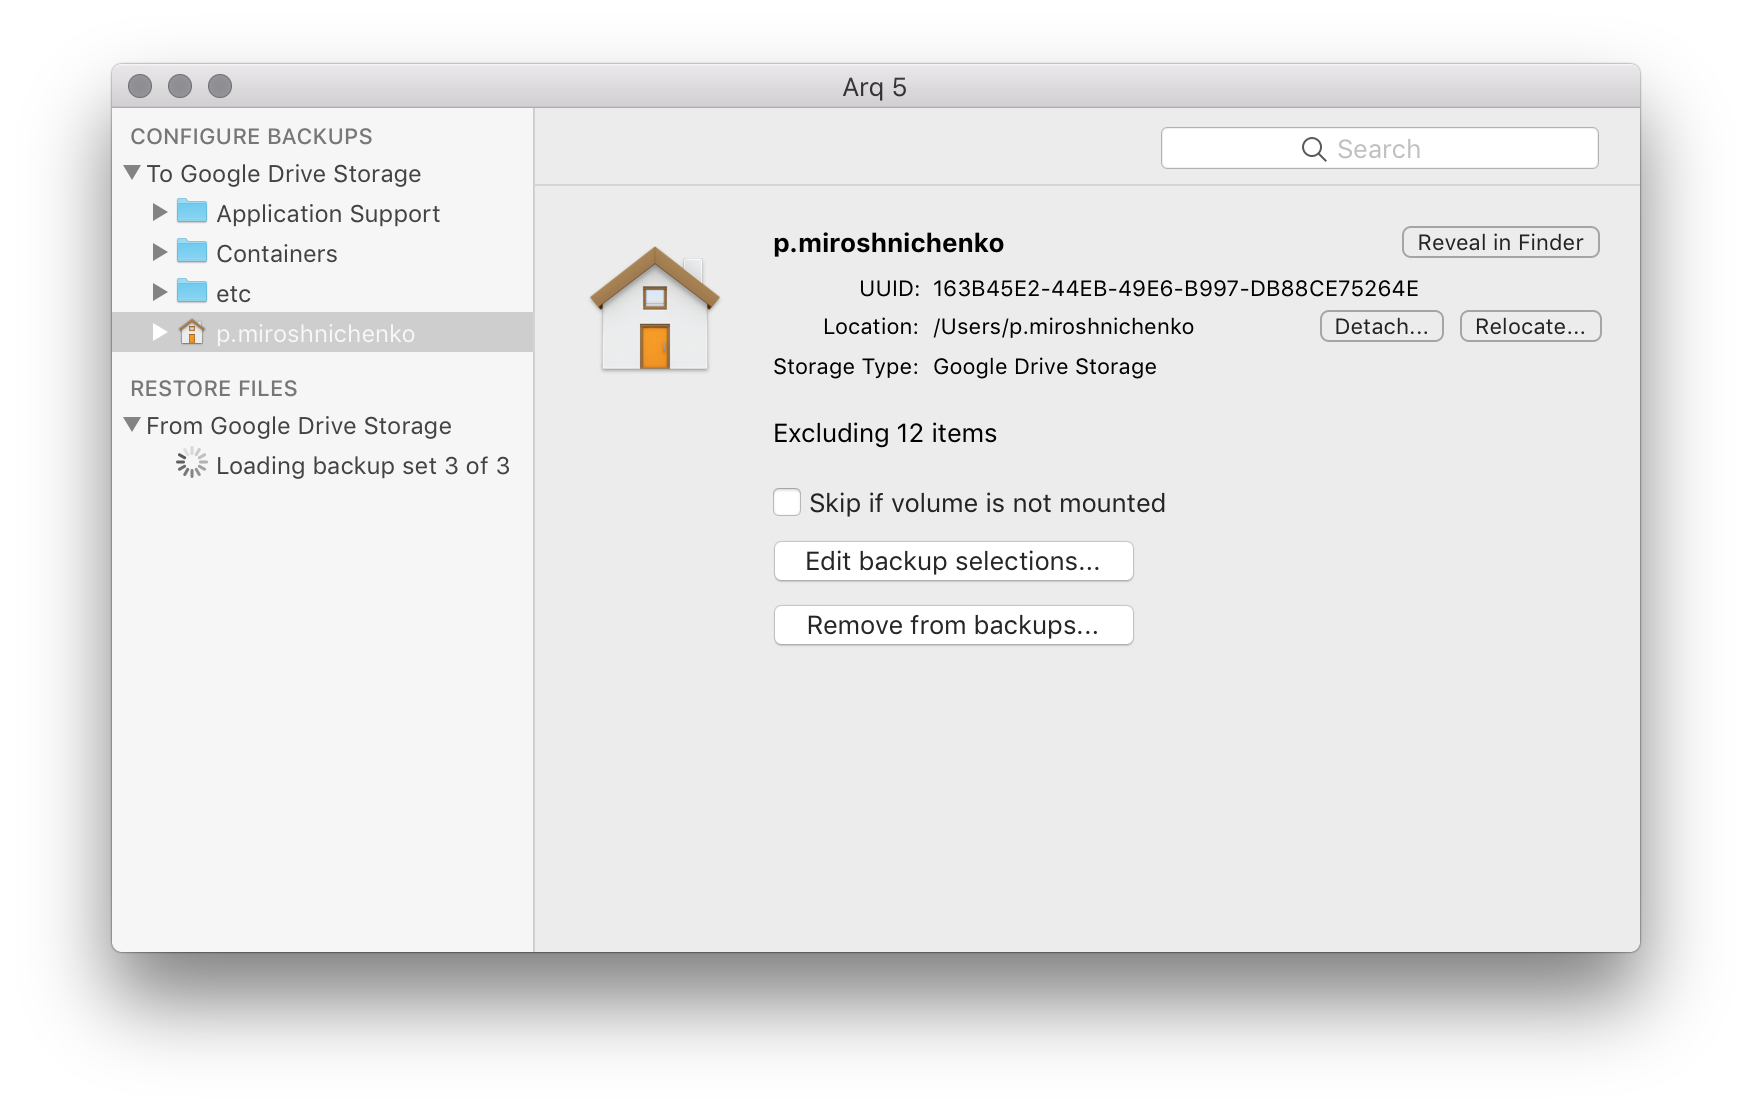 Arq 5
CONFIGURE BACKUPS
To Google Drive Storage
Application Support
Containers
etc
p.miroshnichenko
RESTORE FILES
From Google Drive Storage
Loading backup set 3 of 3
Search
p.miroshnichenko
Reveal in Finder
UUID: 163B45E2-44EB-49E6-B997-DB88CE75264E
Location: /Users/p.miroshnichenko Detach... Relocate...
Storage Type: Google Drive Storage
Excluding 12 items
Skip if volume is not mounted
Edit backup selections...
Remove from backups...